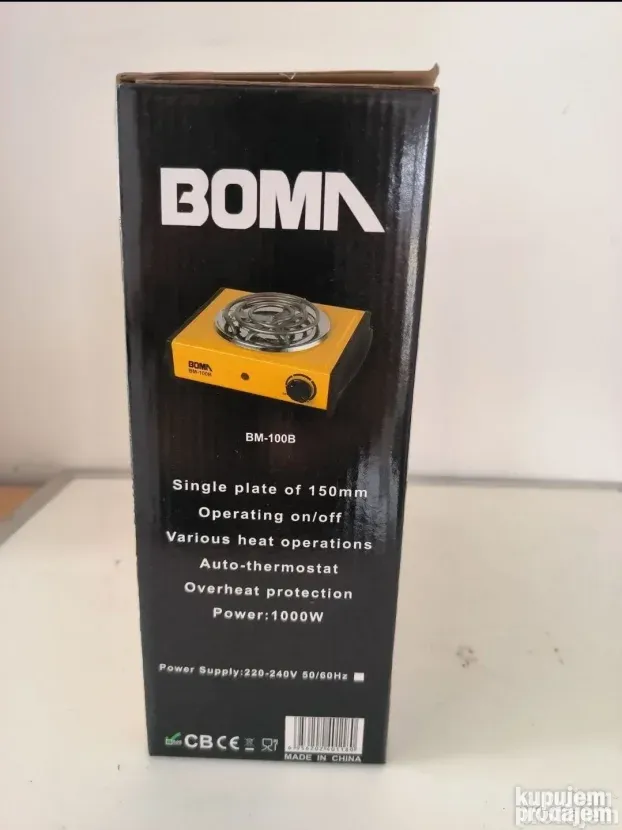 BOMA
BOMA
BM-100B
BM-100B
Single plate of 150mm
Operating on/off
Various heat operations
Auto-thermostat
Overheat protection
Power:1000W
Power Supply:220-240V 50/60Hz
CB CE
MADE IN CHINA
kupujem
prodajem